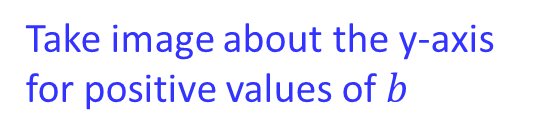 Take image about the y-axis
for positive values of b